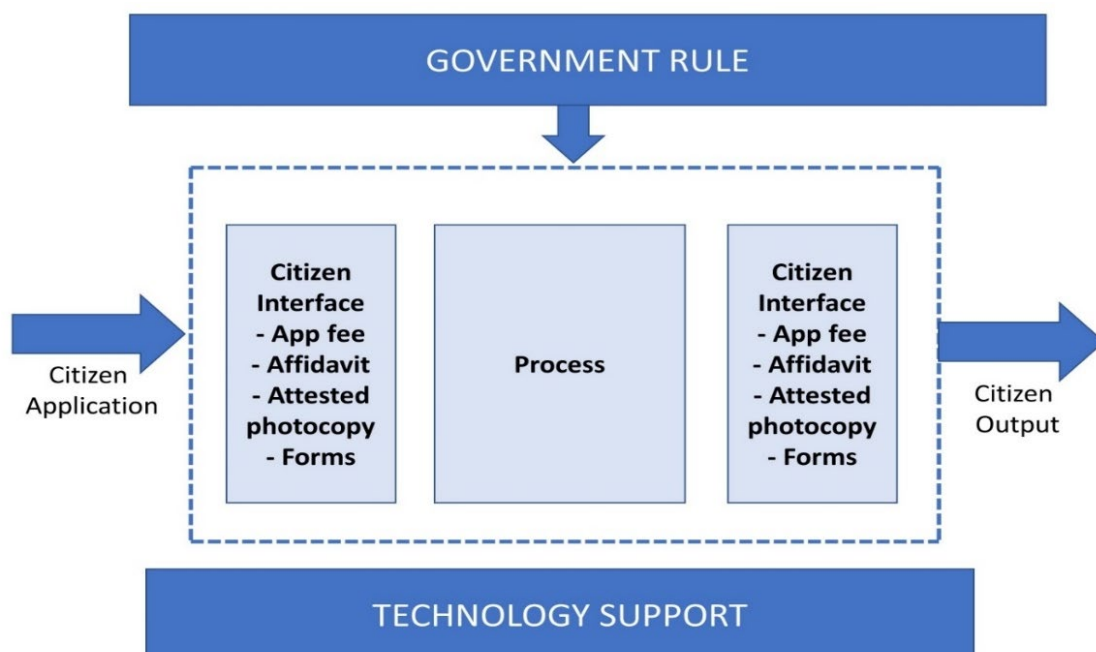 GOVERNMENT RULE
Citizen
Application
Citizen
Interface
- App fee
- Affidavit
- Attested
photocopy
- Forms
Process
Citizen
Interface
- App fee
- Affidavit
- Attested
photocopy
- Forms
Citizen
Output
TECHNOLOGY SUPPORT